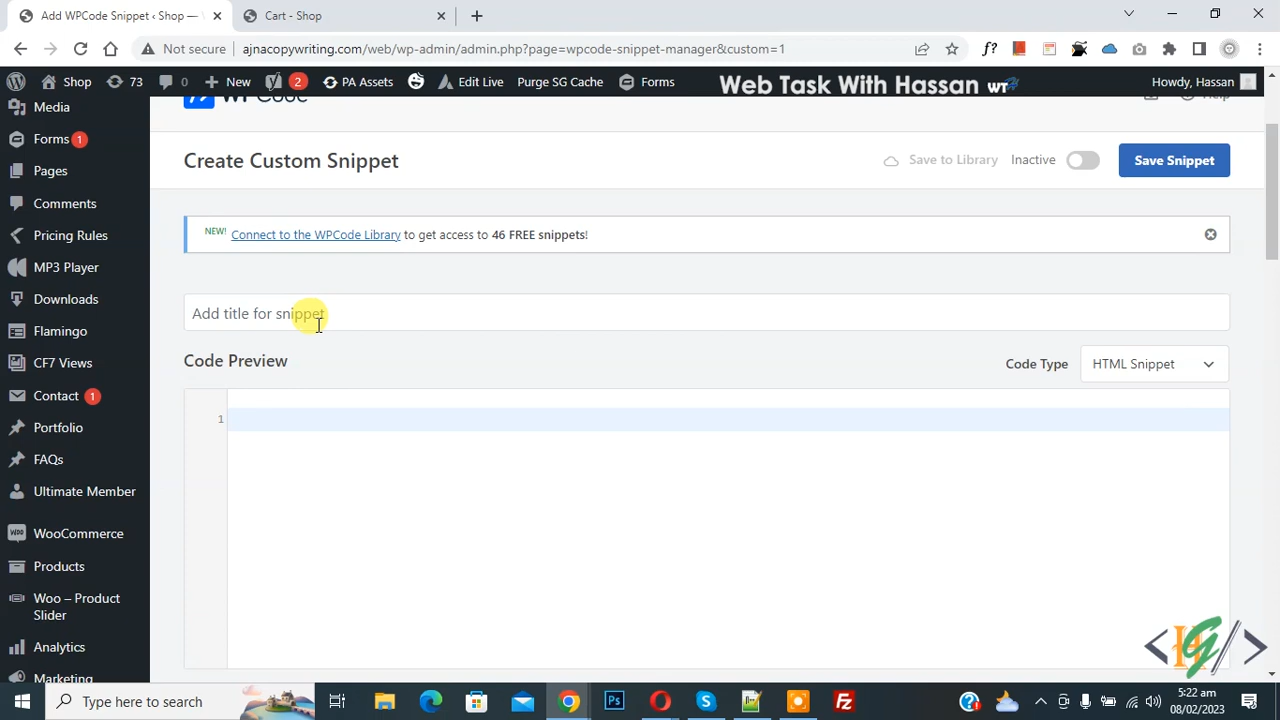 Add WPCode Snippet ‹ Shop —
Cart - Shop
Not secure
ajnacopywriting.com/web/wp-admin/admin.php?page=wpcode-snippet-manager&custom=1
f?
Shop
73
0
New
2
PA Assets
Edit Live
Purge SG Cache
Forms
Web Task With Hassan
Howdy, Hassan
WPCode
Help
Media
Forms 1
Pages
Comments
Pricing Rules
MP3 Player
Downloads
Flamingo
CF7 Views
Contact 1
Portfolio
FAQs
Ultimate Member
WooCommerce
Products
Woo – Product
Slider
Analytics
Marketing
Create Custom Snippet
Save to Library
Inactive
Save Snippet
NEW! Connect to the WPCode Library to get access to 46 FREE snippets!
Add title for snippet
Code Preview
Code Type
HTML Snippet
1
Type here to search
5:22 am
08/02/2023